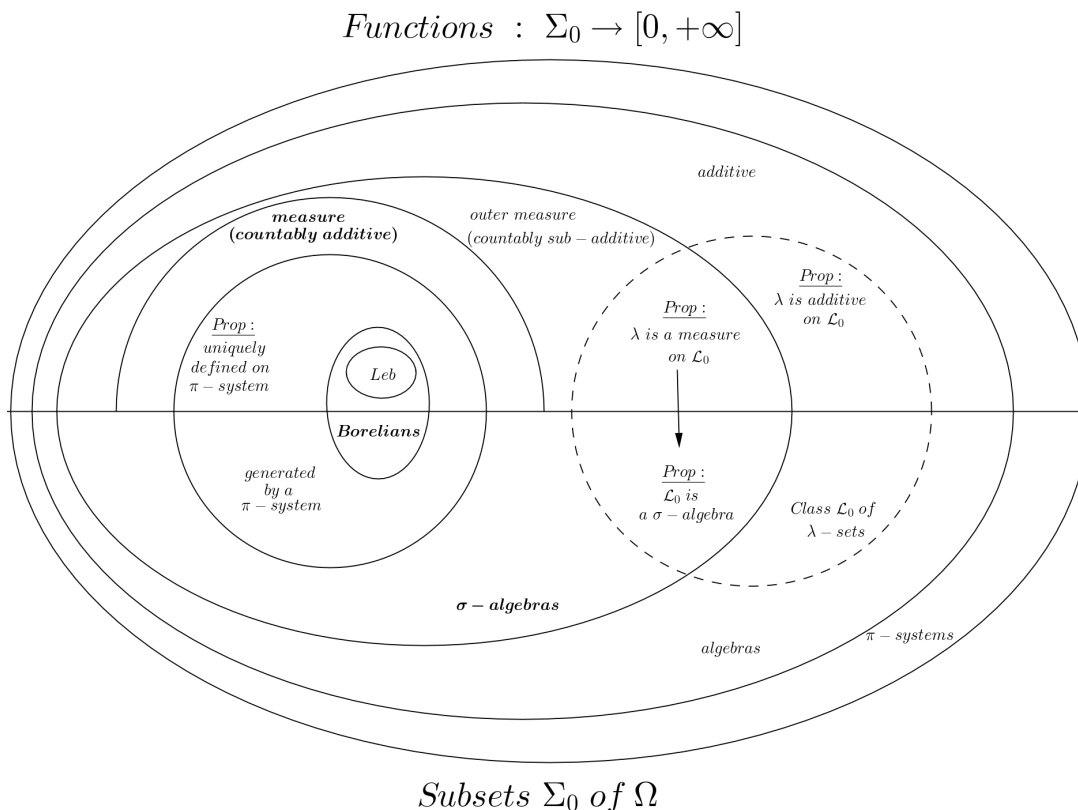 Functions : Σ₀ → [0, +∞]
additive
measure
(countably additive)
outer measure
(countably sub − additive)
Prop :
uniquely
defined on
π − system
Leb
Prop :
λ is a measure
on ℒ₀
Prop :
λ is additive
on ℒ₀
Borelians
generated
by a
π − system
Prop :
ℒ₀ is
a σ − algebra
Class ℒ₀ of
λ − sets
σ − algebras
algebras
π − systems
Subsets Σ₀ of Ω